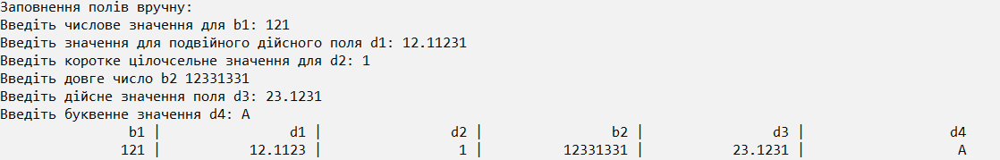 Заповнення полів вручну:
Введіть числове значення для b1: 121
Введіть значення для подвійного дійсного поля d1: 12.11231
Введіть коротке цілочсельне значення для d2: 1
Введіть довге число b2 12331331
Введіть дійсне значення поля d3: 23.1231
Введіть буквенне значення d4: A
b1 | d1 | d2 | b2 | d3 | d4
121 | 12.1123 | 1 | 12331331 | 23.1231 | A